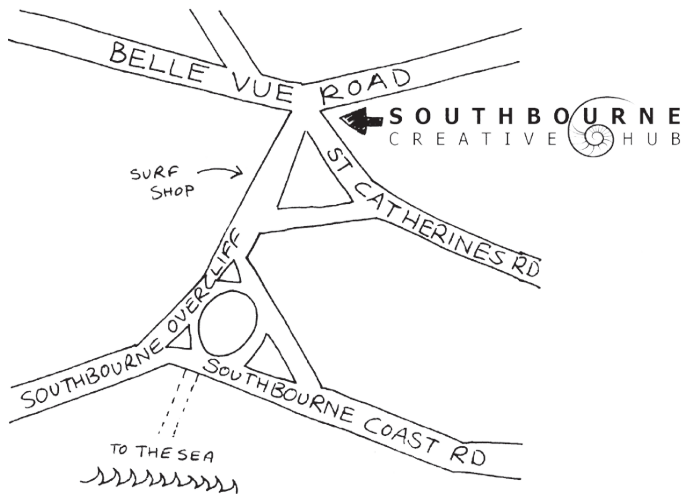 BELLE VUE ROAD
SOUTHBOURNE
CREATIVE HUB
ST CATHERINES RD
SURF
SHOP
SOUTHBOURNE OVERCLIFF
SOUTHBOURNE COAST RD
TO THE SEA